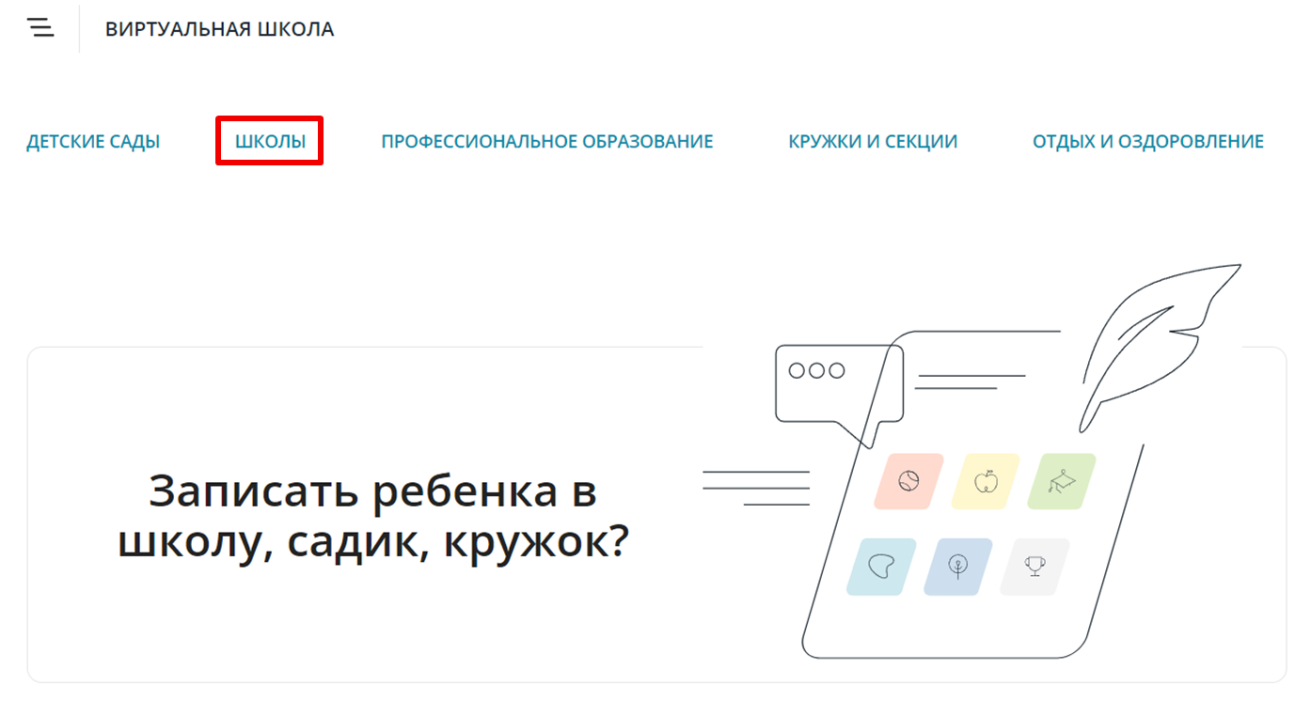 ВИРТУАЛЬНАЯ ШКОЛА
ДЕТСКИЕ САДЫ ШКОЛЫ ПРОФЕССИОНАЛЬНОЕ ОБРАЗОВАНИЕ КРУЖКИ И СЕКЦИИ ОТДЫХ И ОЗДОРОВЛЕНИЕ
Записать ребенка в
школу, садик, кружок?